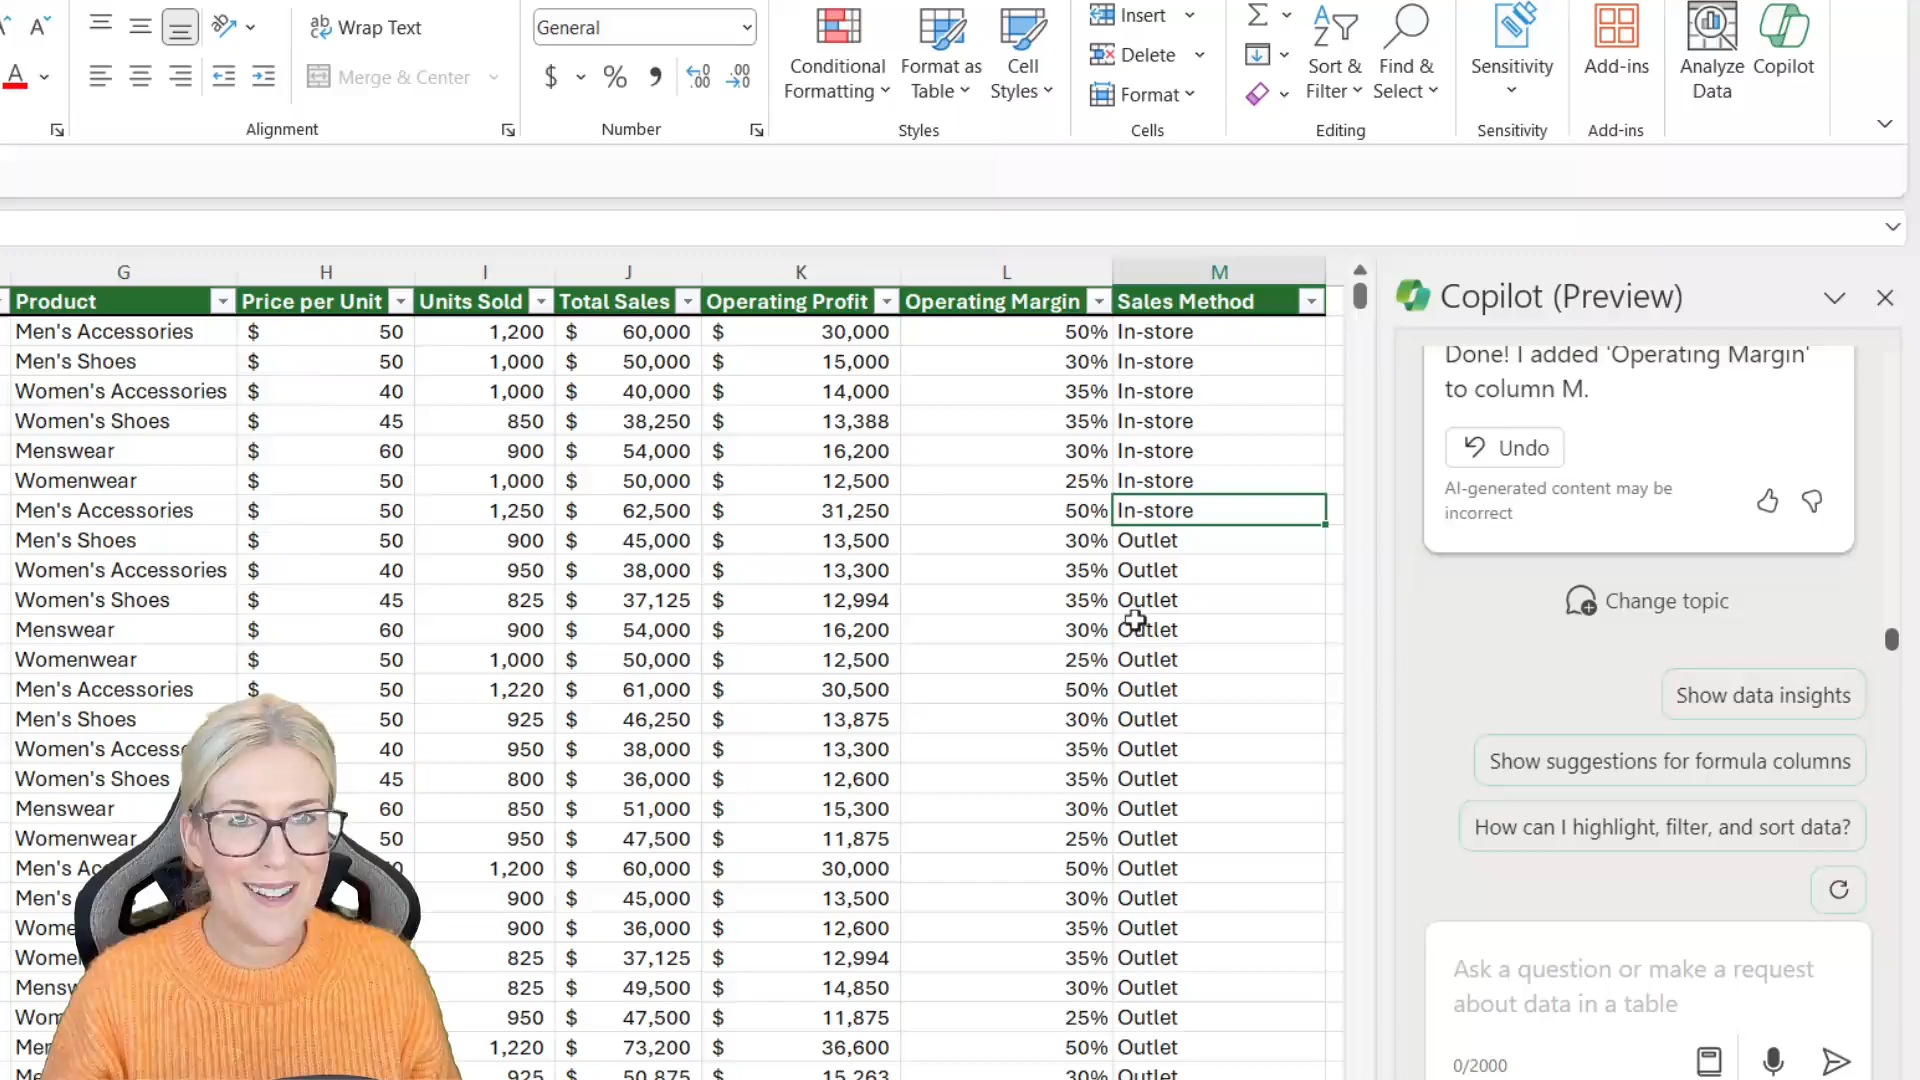 Wrap Text
General
Merge & Center
$ % 9
Conditional Formatting
Format as Table
Cell Styles
Insert
Delete
Format
Sort & Filter
Find & Select
Sensitivity
Add-ins
Analyze Data
Copilot
Alignment
Number
Styles
Cells
Editing
Sensitivity
Add-ins
G H I J K L M
Product Price per Unit Units Sold Total Sales Operating Profit Operating Margin Sales Method
Men's Accessories $ 50 1,200 $ 60,000 $ 30,000 50% In-store
Men's Shoes $ 50 1,000 $ 50,000 $ 15,000 30% In-store
Women's Accessories $ 40 1,000 $ 40,000 $ 14,000 35% In-store
Women's Shoes $ 45 850 $ 38,250 $ 13,388 35% In-store
Menswear $ 60 900 $ 54,000 $ 16,200 30% In-store
Womenwear $ 50 1,000 $ 50,000 $ 12,500 25% In-store
Men's Accessories $ 50 1,250 $ 62,500 $ 31,250 50% In-store
Men's Shoes $ 50 900 $ 45,000 $ 13,500 30% Outlet
Women's Accessories $ 40 950 $ 38,000 $ 13,300 35% Outlet
Women's Shoes $ 45 825 $ 37,125 $ 12,994 35% Outlet
Menswear $ 60 900 $ 54,000 $ 16,200 30% Outlet
Womenwear $ 50 1,000 $ 50,000 $ 12,500 25% Outlet
Men's Accessories $ 50 1,220 $ 61,000 $ 30,500 50% Outlet
Men's Shoes 50 925 $ 46,250 $ 13,875 30% Outlet
Women's 40 950 $ 38,000 $ 13,300 35% Outlet
Women's Shoes 45 800 $ 36,000 $ 12,600 35% Outlet
Menswear 60 850 $ 51,000 $ 15,300 30% Outlet
Womenwear 50 950 $ 47,500 $ 11,875 25% Outlet
Men's 1,200 $ 60,000 $ 30,000 50% Outlet
Men's 900 $ 45,000 $ 13,500 30% Outlet
900 $ 36,000 $ 12,600 35% Outlet
825 $ 37,125 $ 12,994 35% Outlet
825 $ 49,500 $ 14,850 30% Outlet
950 $ 47,500 $ 11,875 25% Outlet
1,220 $ 73,200 $ 36,600 50% Outlet
925 $ 50,875 $ 15,263 30% Outlet
Copilot (Preview)
Done! I added 'Operating Margin'
to column M.
Undo
AI-generated content may be
incorrect
Change topic
Show data insights
Show suggestions for formula columns
How can I highlight, filter, and sort data?
Ask a question or make a request
about data in a table
0/2000